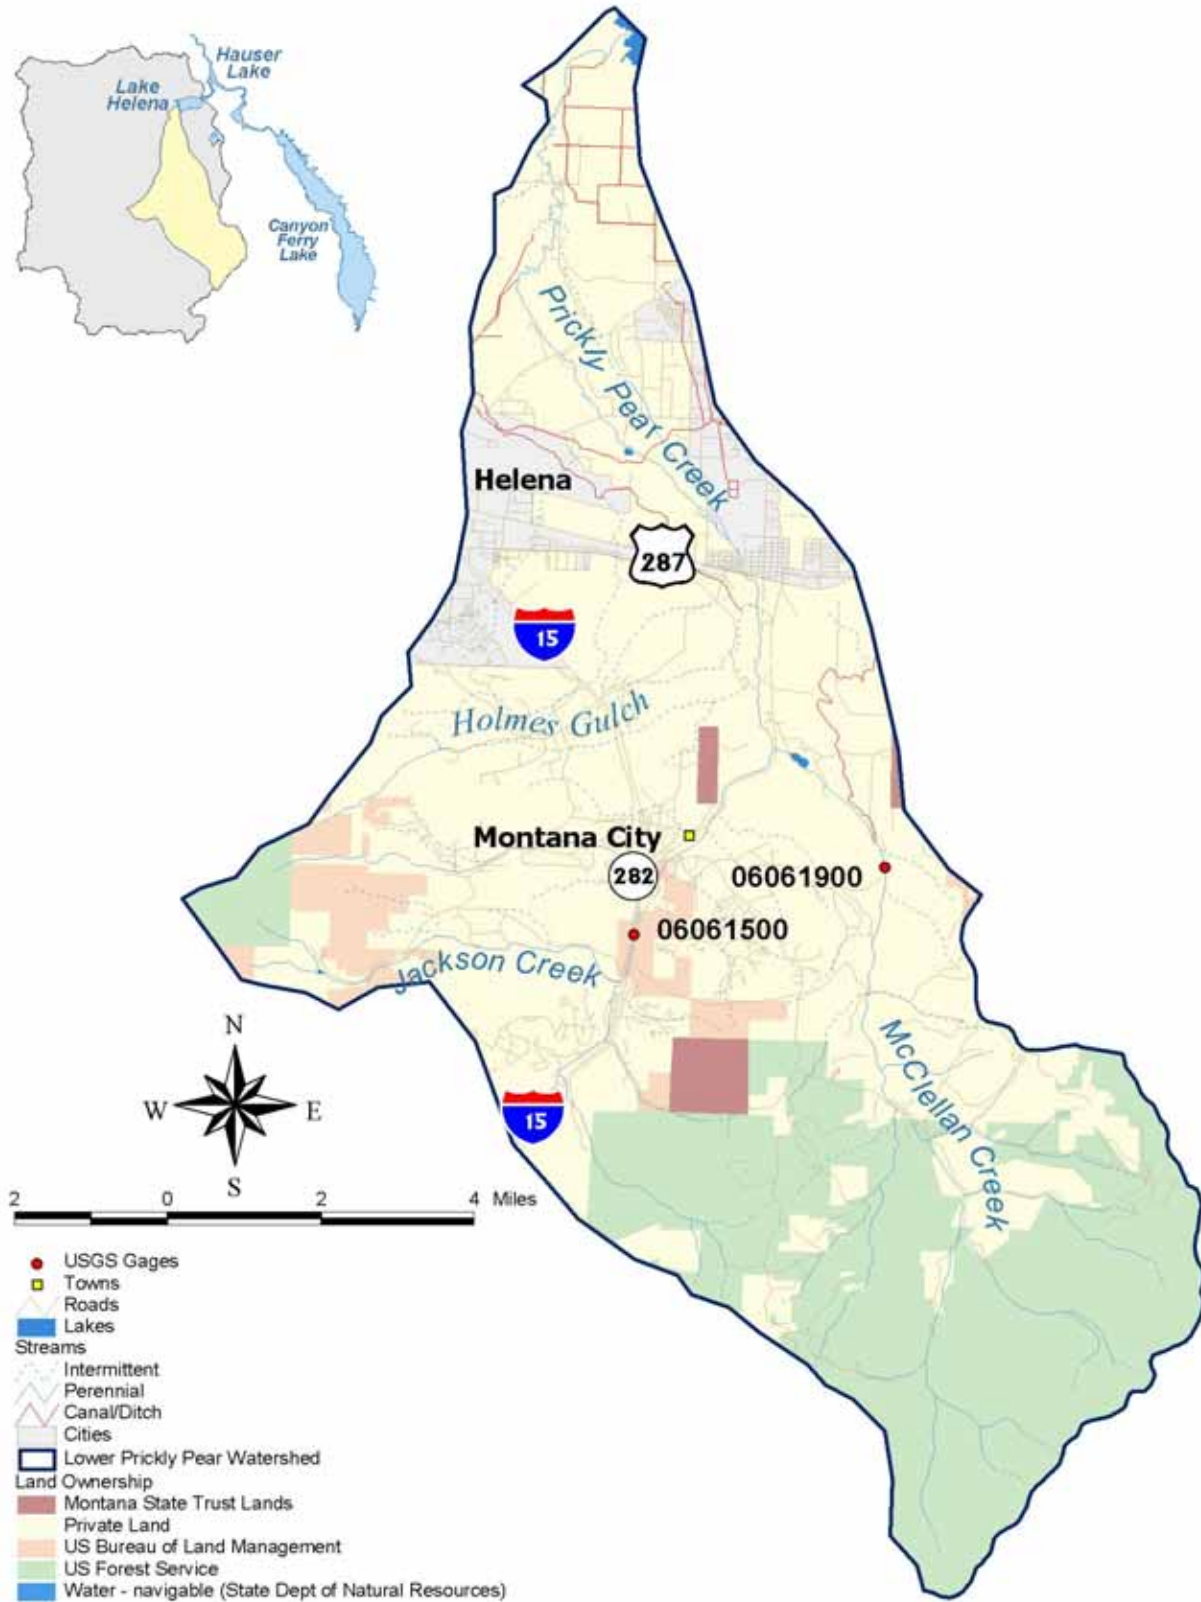 Hauser
Lake
Lake
Helena
Canyon
Ferry
Lake
Prickly Pear Creek
Helena
287
15
Holmes Gulch
Montana City
282
06061900
06061500
Jackson Creek
McClellan Creek
15
N
W E
S
2 0 2 4 Miles
USGS Gages
Towns
Roads
Lakes
Streams
Intermittent
Perennial
Canal/Ditch
Cities
Lower Prickly Pear Watershed
Land Ownership
Montana State Trust Lands
Private Land
US Bureau of Land Management
US Forest Service
Water - navigable (State Dept of Natural Resources)